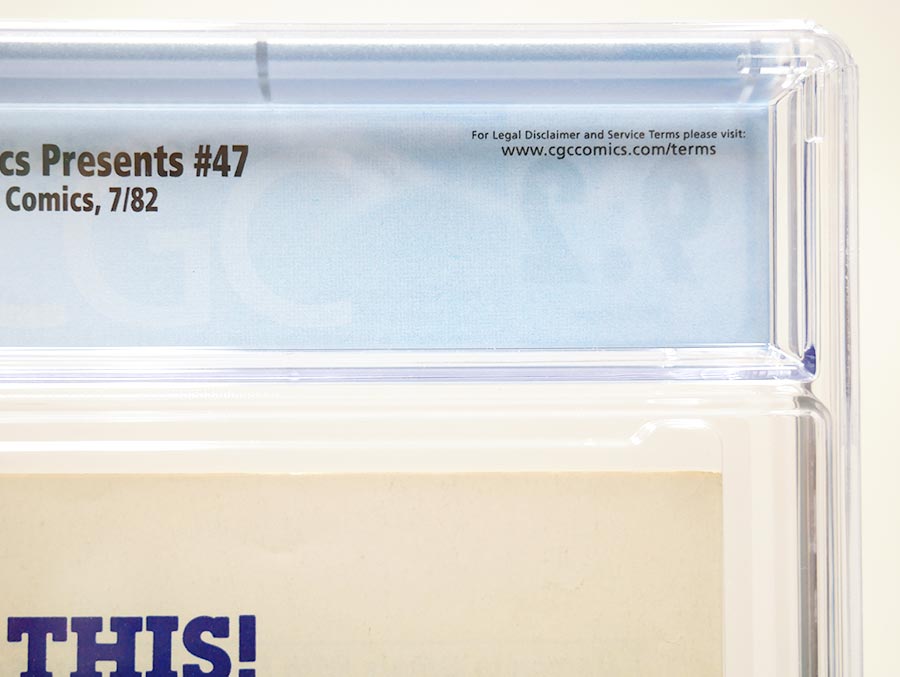 For Legal Disclaimer and Service Terms please visit:
www.cgccomics.com/terms
cs Presents #47
Comics, 7/82
CGC
THIS!